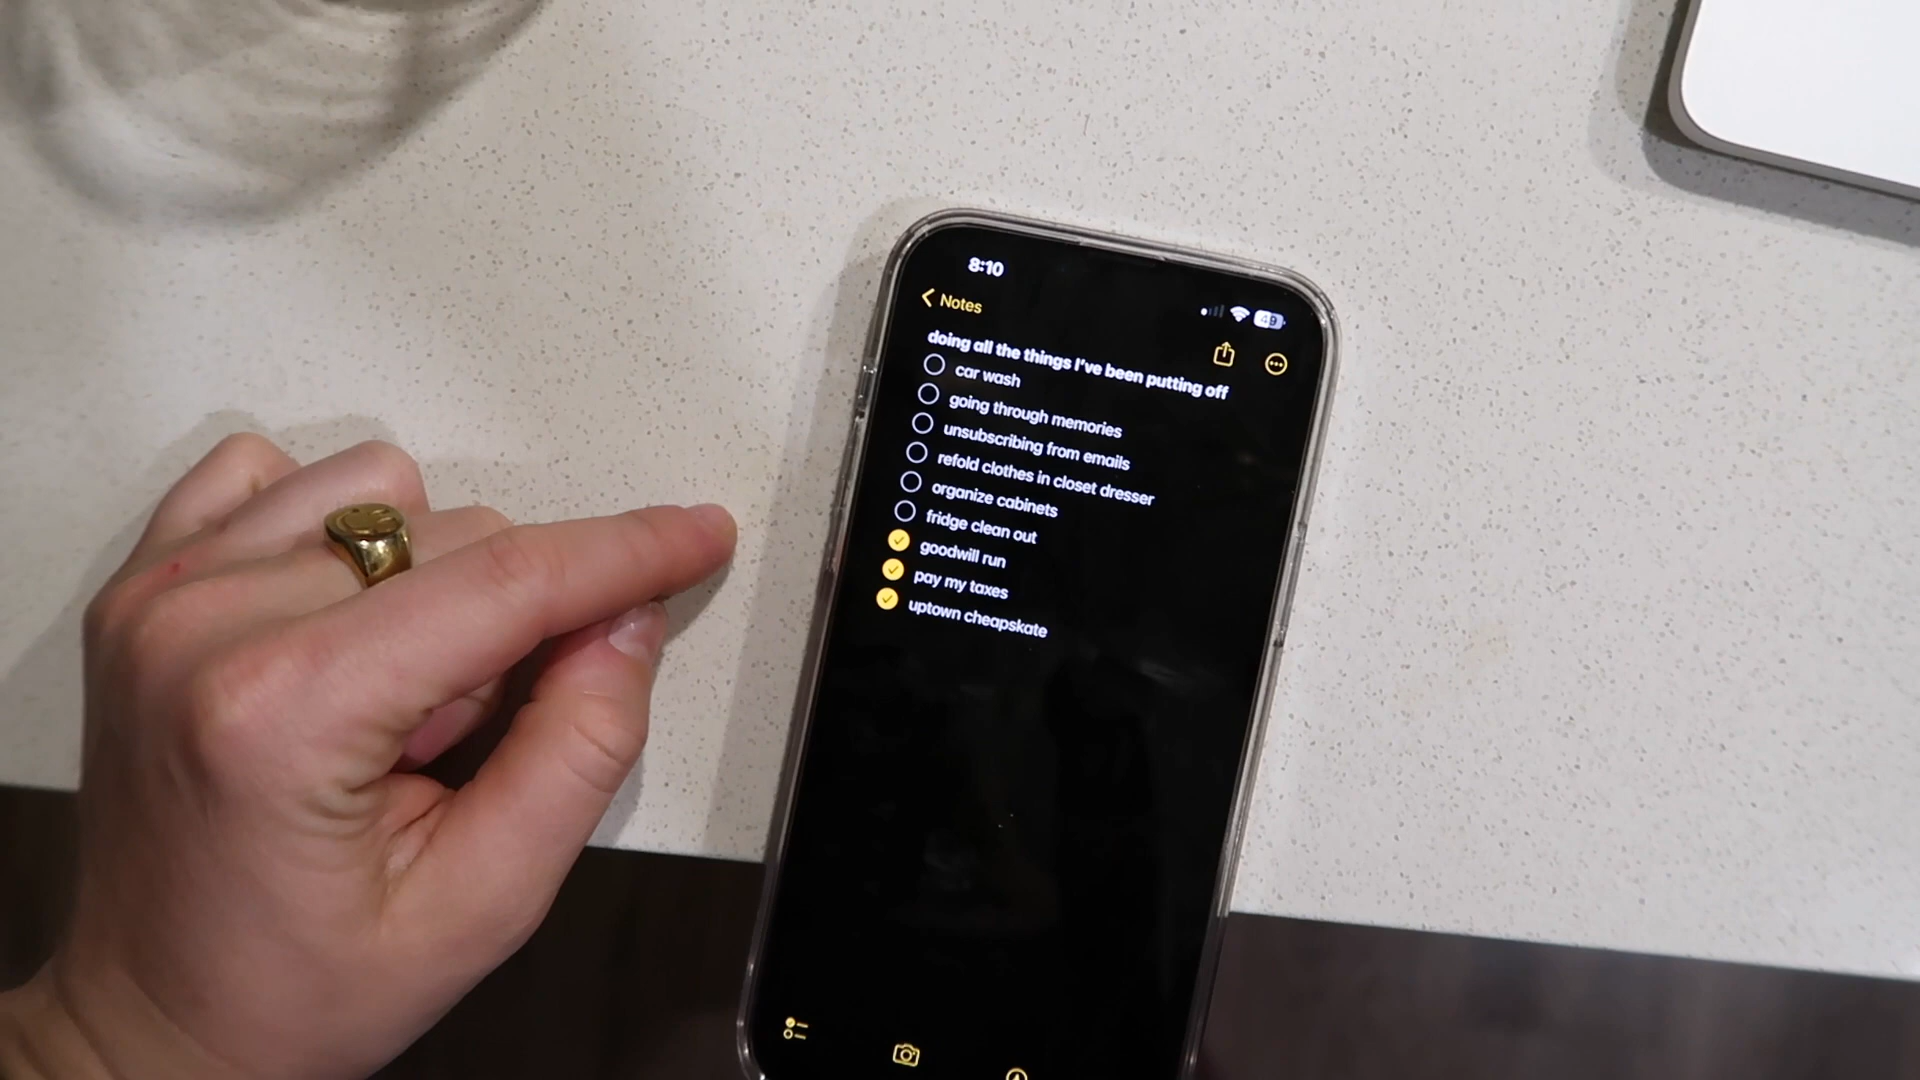 8:10
49
Notes
doing all the things I've been putting off
car wash
going through memories
unsubscribing from emails
refold clothes in closet dresser
organize cabinets
fridge clean out
goodwill run
pay my taxes
uptown cheapskate